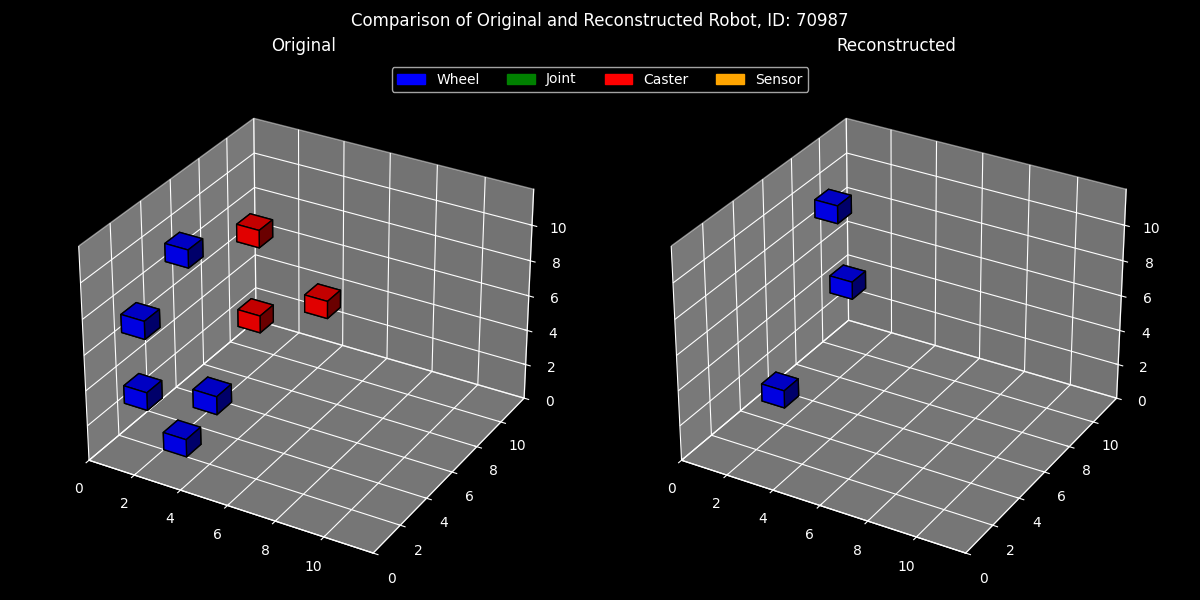 Comparison of Original and Reconstructed Robot, ID: 70987
Original Reconstructed
Wheel Joint Caster Sensor
10 10
8 8
6 6
4 4
2 2
0 0
10 10
8 8
6 6
4 4
2 2
0 0
0 2 4 6 8 10
0 2 4 6 8 10